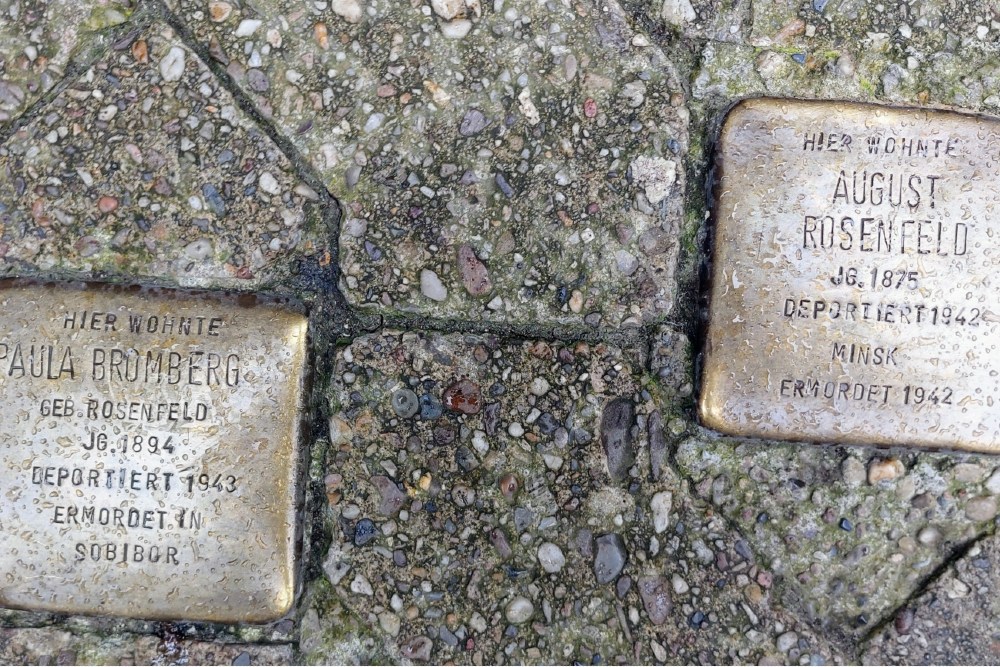 HIER WOHNTE
PAULA BROMBERG
GEB. ROSENFELD
JG. 1894
DEPORTIERT 1943
ERMORDET IN
SOBIBOR
HIER WOHNTE
AUGUST
ROSENFELD
JG. 1875
DEPORTIERT 1942
MINSK
ERMORDET 1942